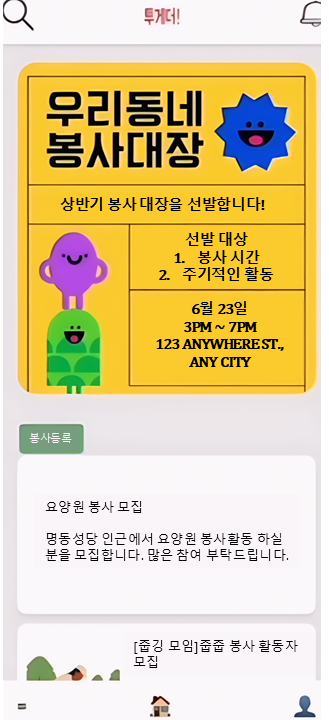 투게더!
우리동네
봉사대장
상반기 봉사 대장을 선발합니다!
선발 대상
1. 봉사 시간
2. 주기적인 활동
6월 23일
3PM ~ 7PM
123 ANYWHERE ST.,
ANY CITY
봉사등록
요양원 봉사 모집
명동성당 인근에서 요양원 봉사활동 하실
분을 모집합니다. 많은 참여 부탁드립니다.
[줍깅 모임]줍줍 봉사 활동자
모집